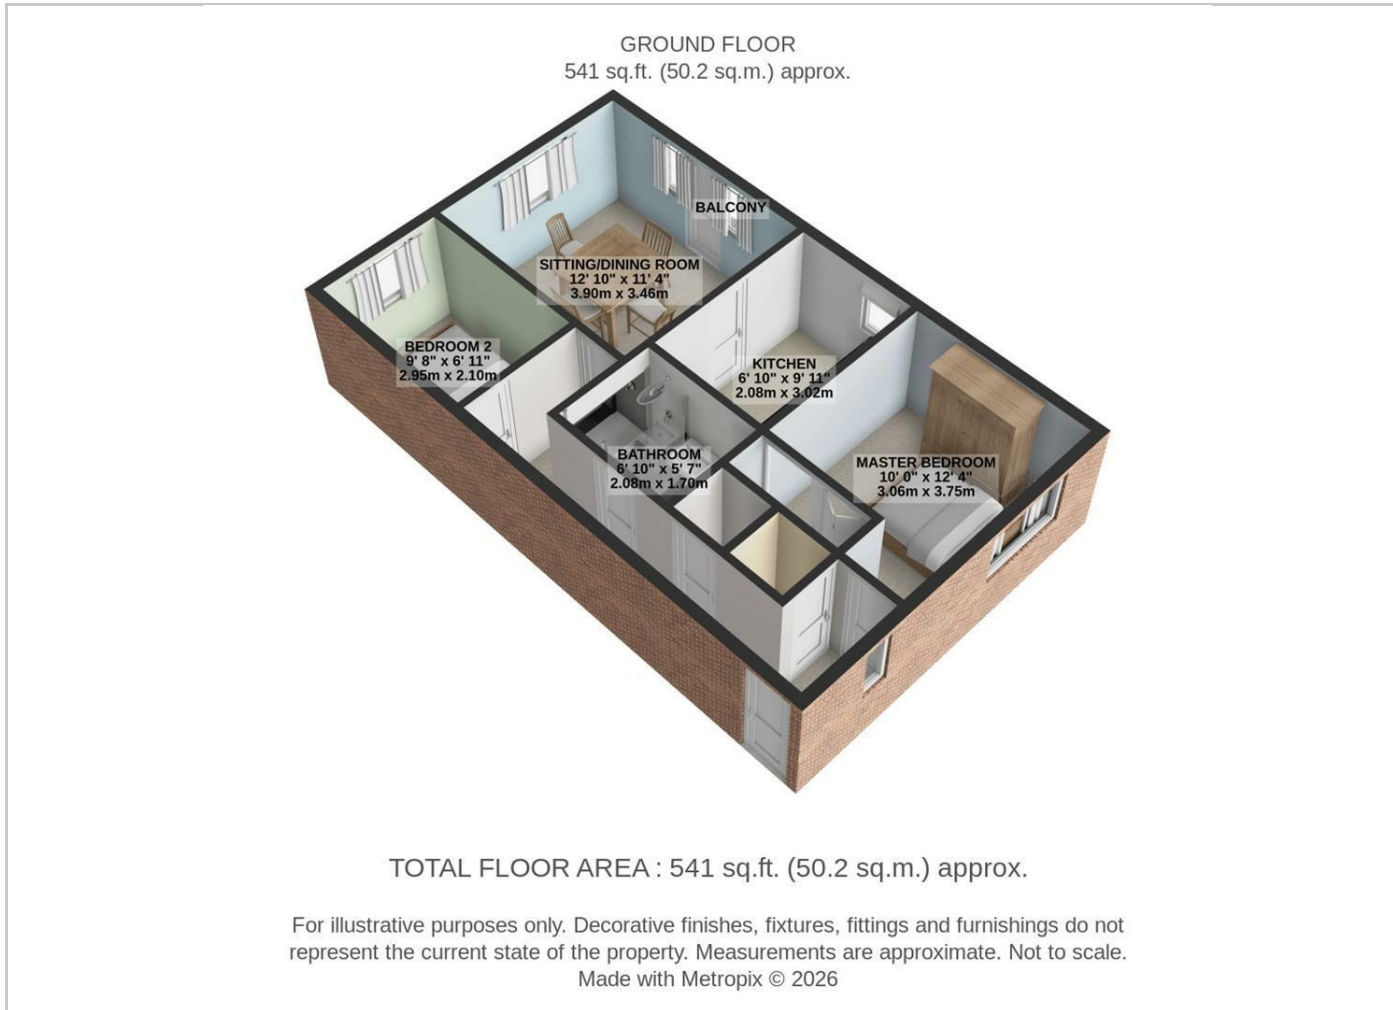 GROUND FLOOR
541 sq.ft. (50.2 sq.m.) approx.
BALCONY
SITTING/DINING ROOM
12' 10" x 11' 4"
3.90m x 3.46m
BEDROOM 2
9' 8" x 6' 11"
2.95m x 2.10m
KITCHEN
6' 10" x 9' 11"
2.08m x 3.02m
BATHROOM
6' 10" x 5' 7"
2.08m x 1.70m
MASTER BEDROOM
10' 0" x 12' 4"
3.06m x 3.75m
TOTAL FLOOR AREA : 541 sq.ft. (50.2 sq.m.) approx.
For illustrative purposes only. Decorative finishes, fixtures, fittings and furnishings do not
represent the current state of the property. Measurements are approximate. Not to scale.
Made with Metropix © 2026